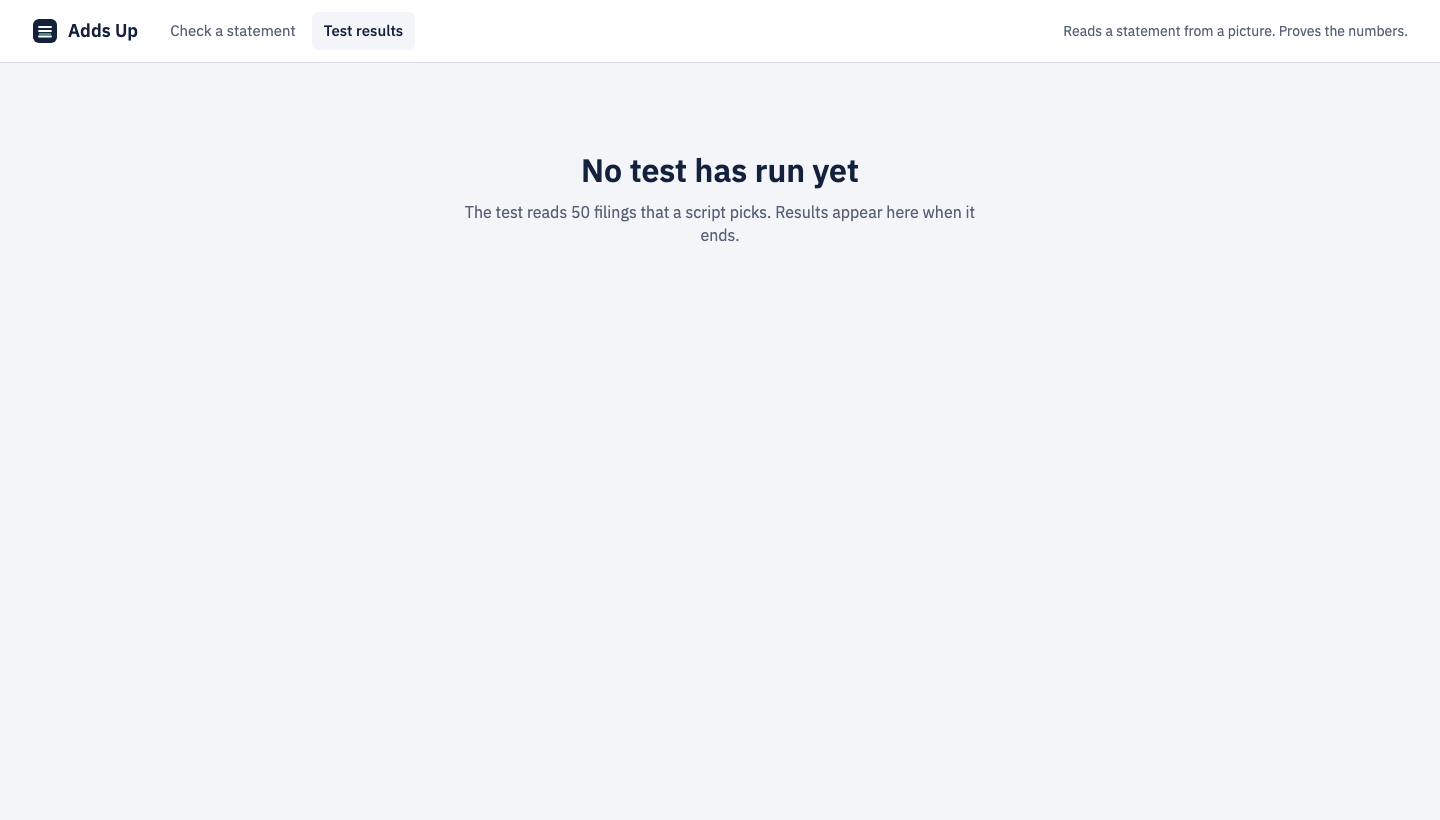 Adds Up
Check a statement
Test results
Reads a statement from a picture. Proves the numbers.
No test has run yet
The test reads 50 filings that a script picks. Results appear here when it
ends.